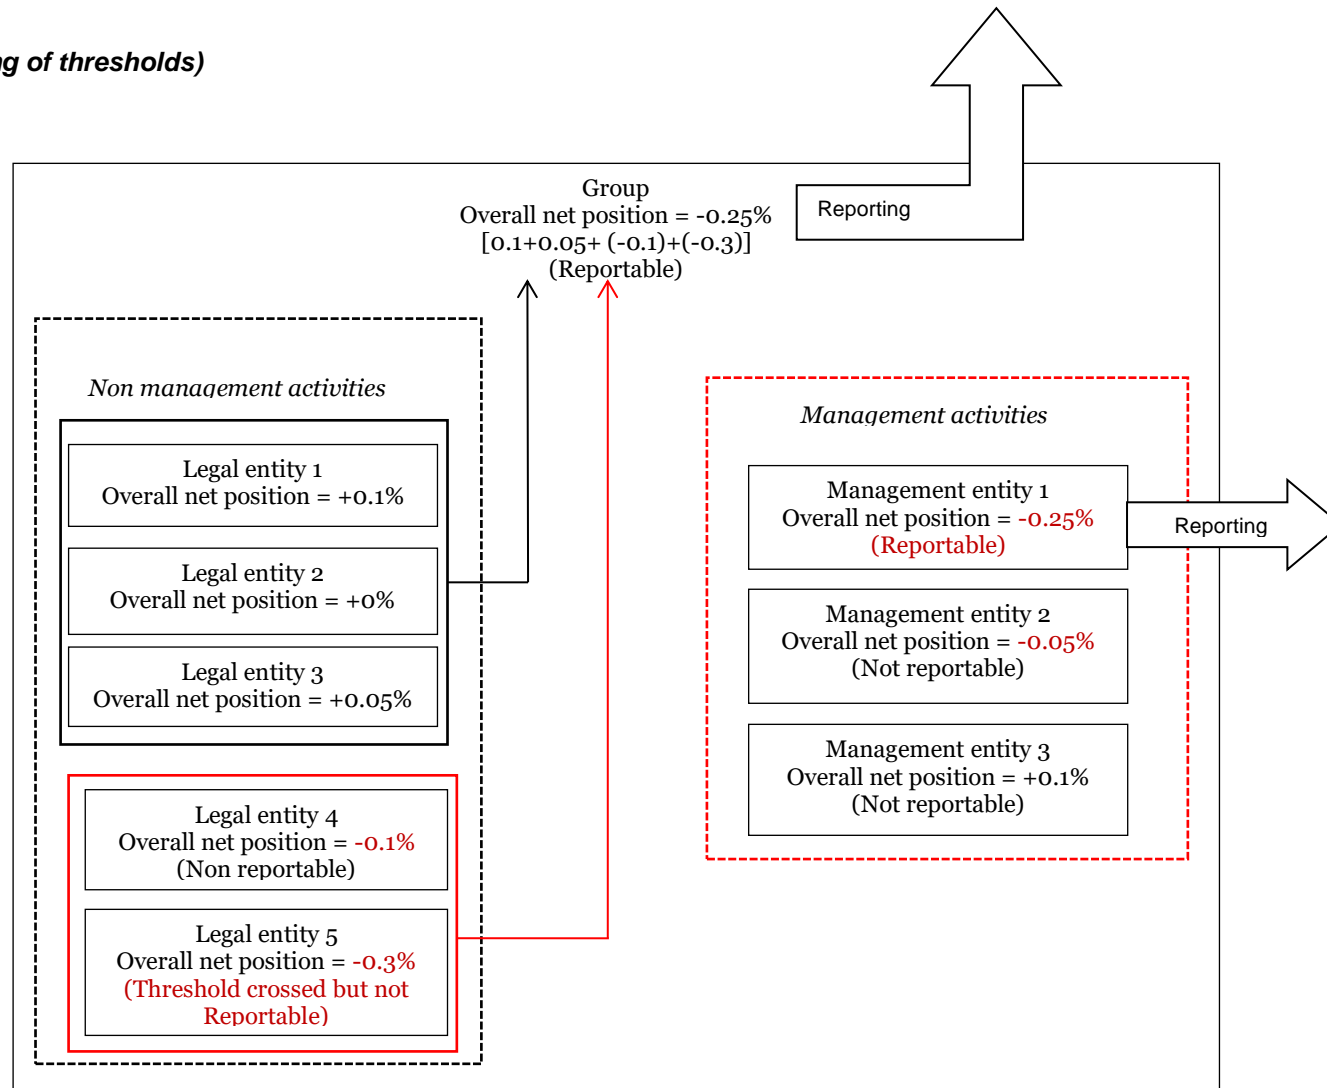 g of thresholds)
Group
Overall net position = -0.25%
[0.1+0.05+ (-0.1)+(-0.3)]
(Reportable)
Reporting
Non management activities
Legal entity 1
Overall net position = +0.1%
Legal entity 2
Overall net position = +0%
Legal entity 3
Overall net position = +0.05%
Legal entity 4
Overall net position = -0.1%
(Non reportable)
Legal entity 5
Overall net position = -0.3%
(Threshold crossed but not
Reportable)
Management activities
Management entity 1
Overall net position = -0.25%
(Reportable)
Reporting
Management entity 2
Overall net position = -0.05%
(Not reportable)
Management entity 3
Overall net position = +0.1%
(Not reportable)